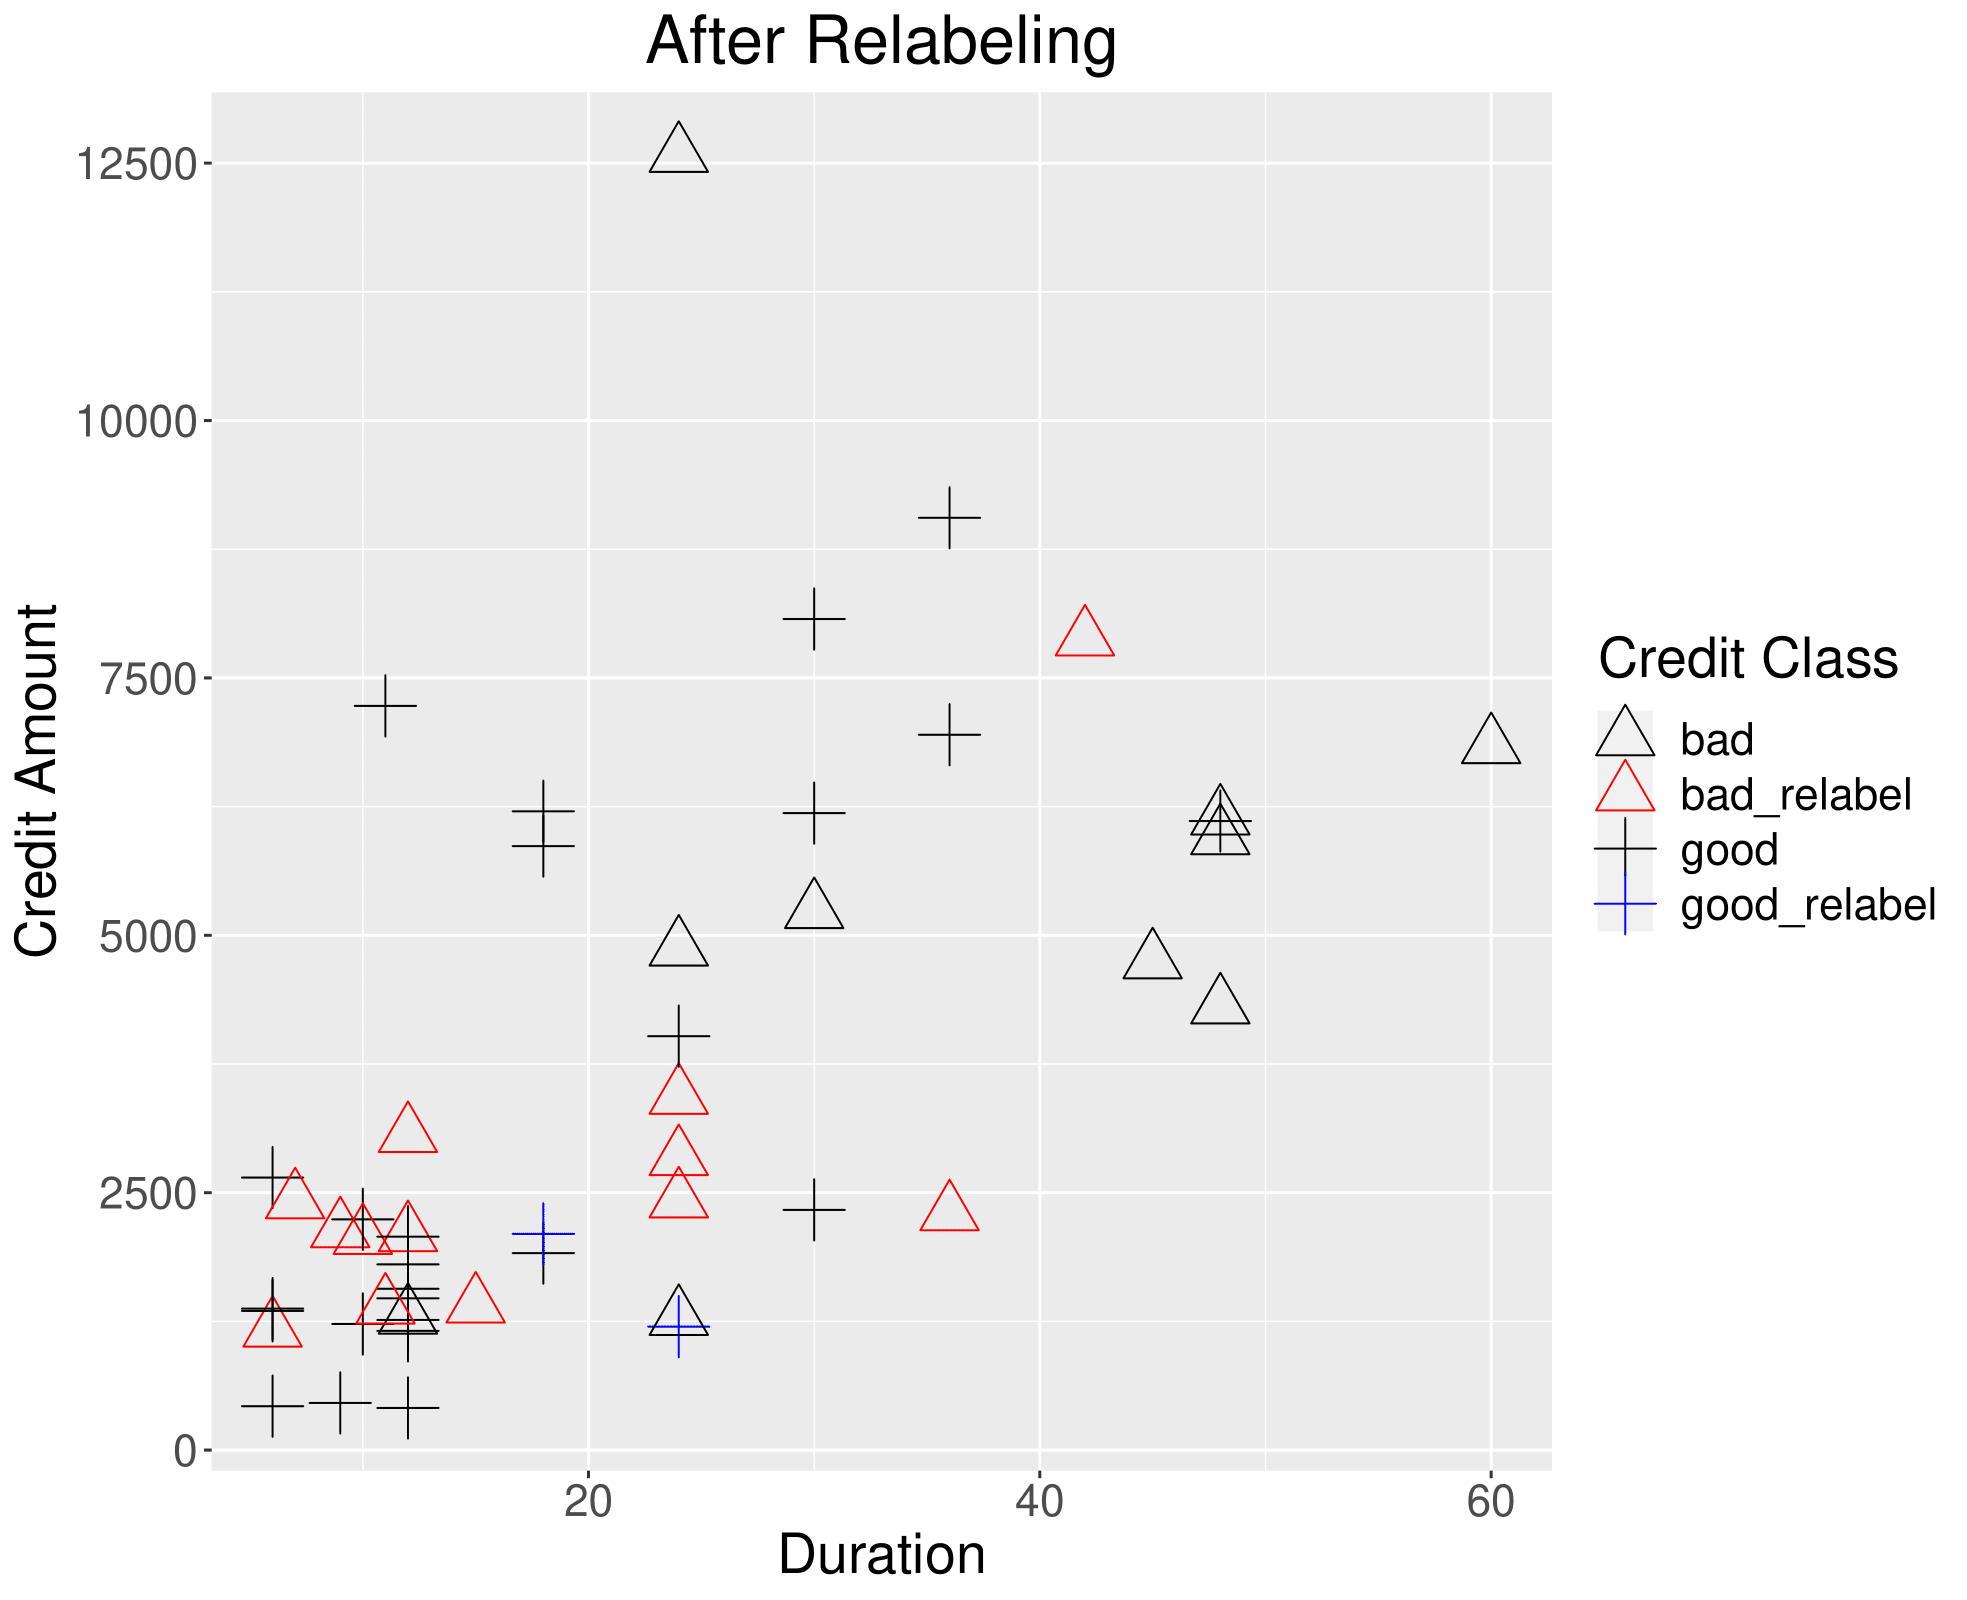 After Relabeling
12500
10000
7500
5000
2500
0
Credit Amount
20
40
60
Duration
Credit Class
bad
bad_relabel
good
good_relabel